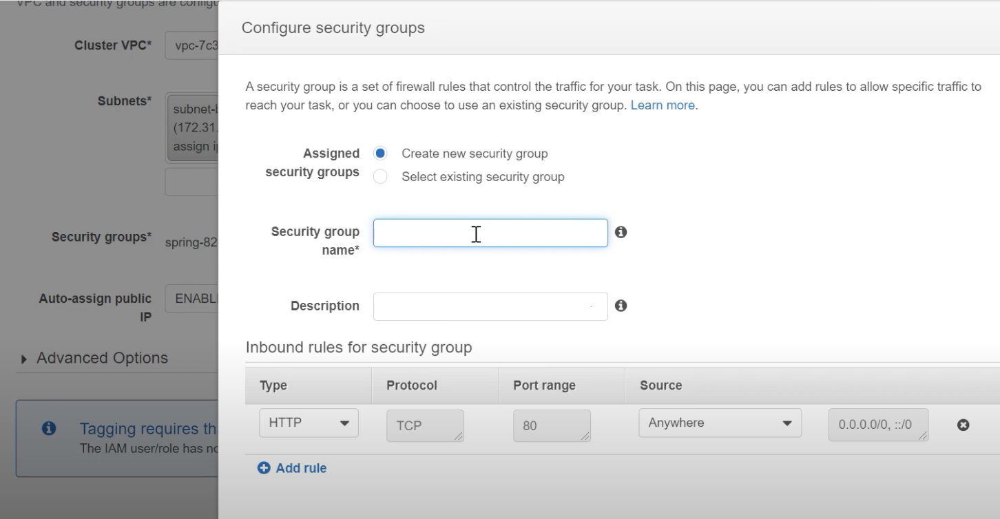 VPC and security groups are configu
Cluster VPC*
vpc-7c3
Subnets*
subnet-b
(172.31.
assign ip
Security groups*
spring-82
Auto-assign public
IP
ENABL
Advanced Options
Tagging requires th
The IAM user/role has no
Configure security groups
A security group is a set of firewall rules that control the traffic for your task. On this page, you can add rules to allow specific traffic to
reach your task, or you can choose to use an existing security group. Learn more.
Assigned
security groups
Create new security group
Select existing security group
Security group
name*
Description
Inbound rules for security group
Type Protocol Port range Source
HTTP TCP 80 Anywhere 0.0.0.0/0, ::/0
Add rule